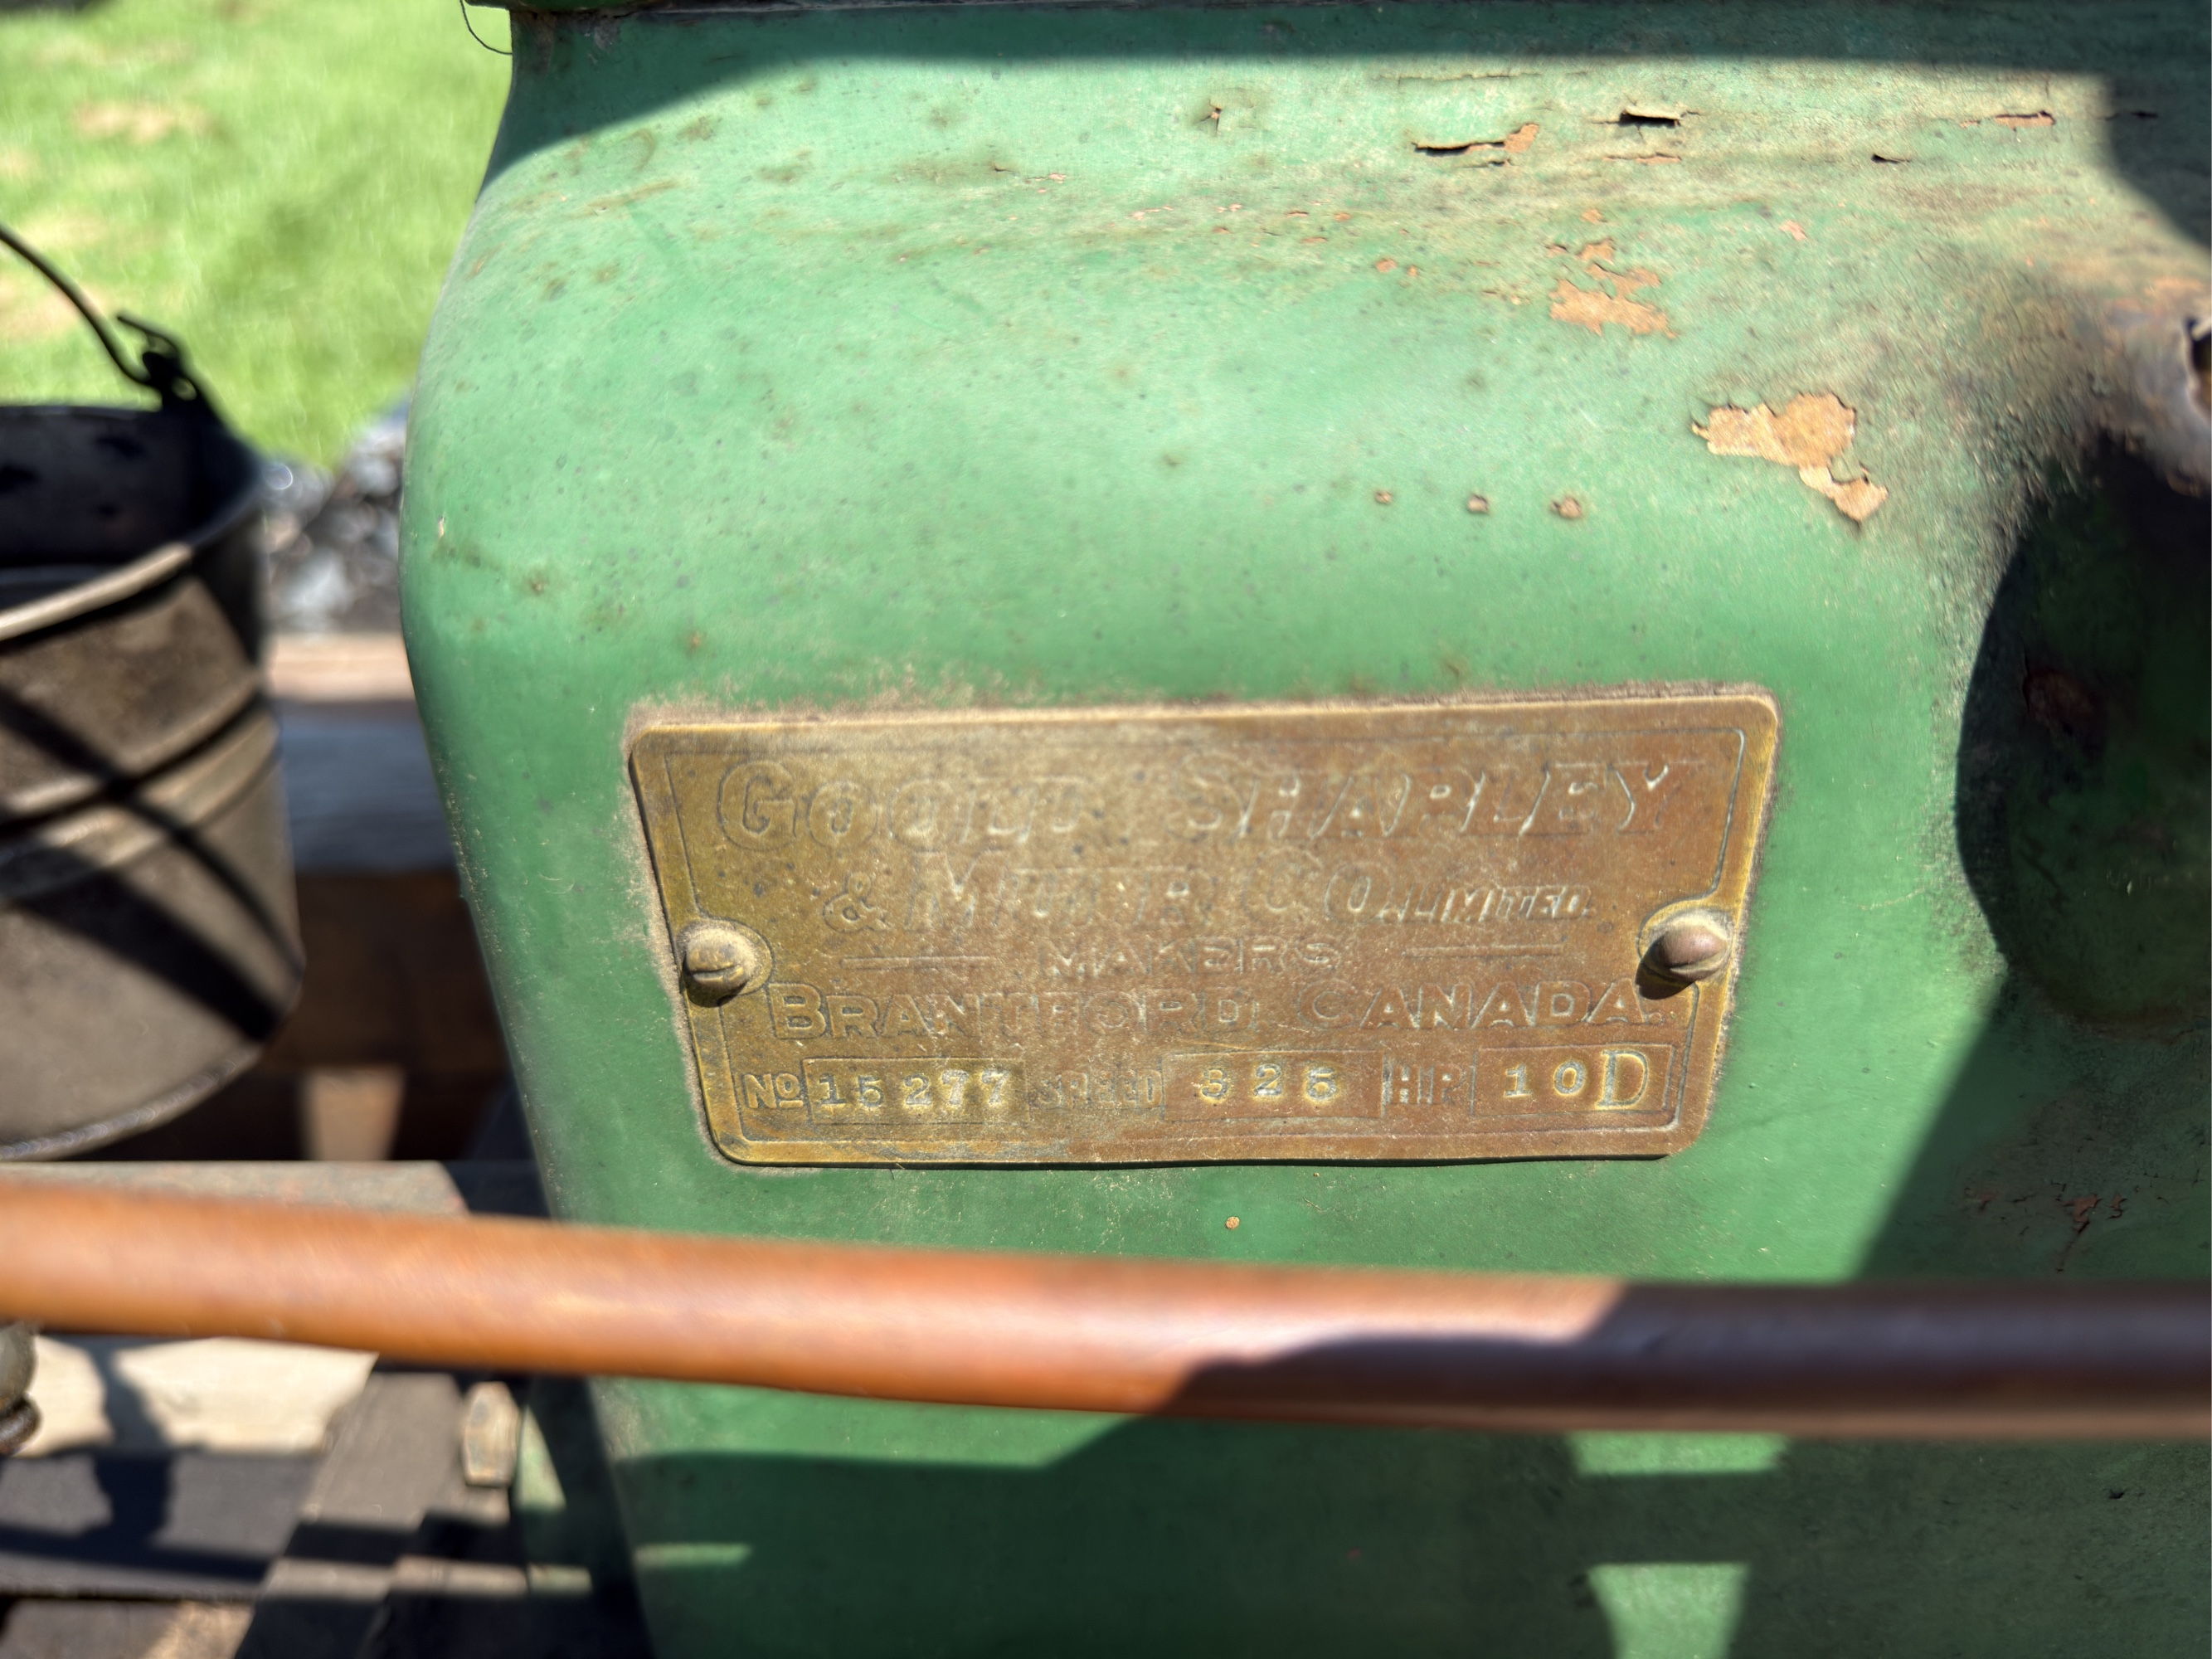 GOOLD SHAPLEY
& MUIR CO LIMITED.
MAKERS
BRANTFORD, CANADA.
No 15277 SPEED 325 HP 10D